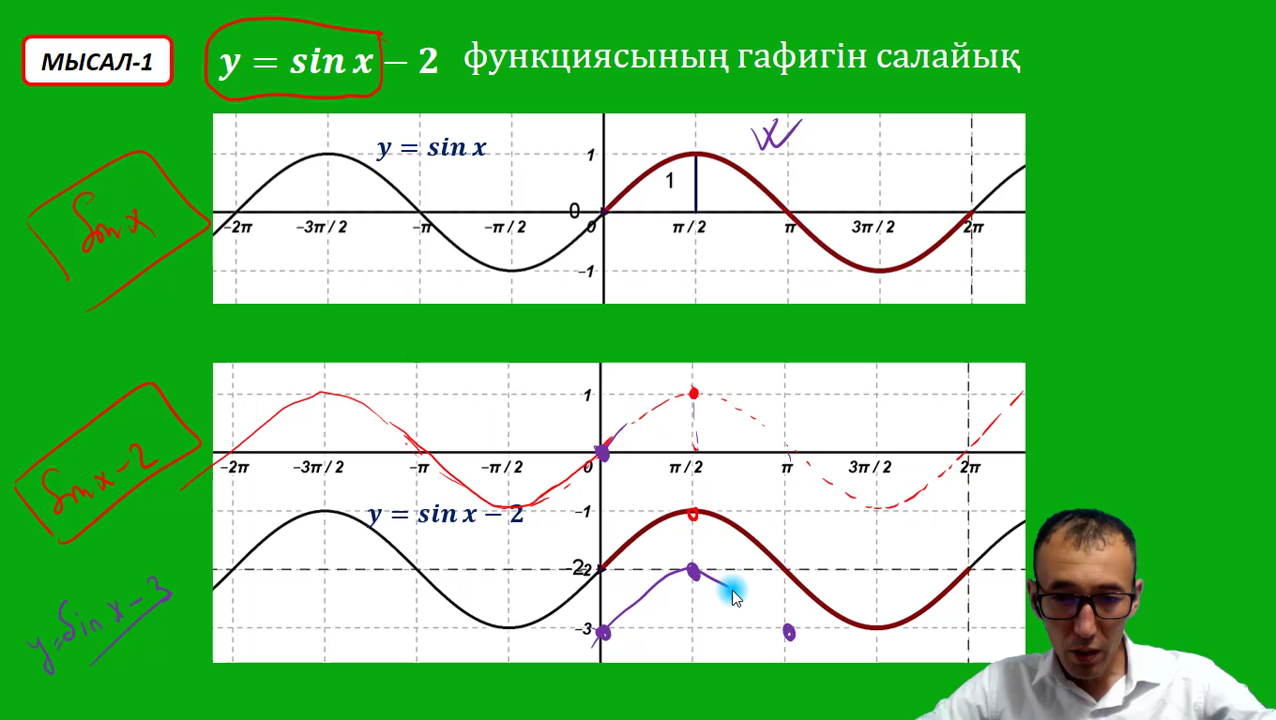 МЫСАЛ-1
y = sin x − 2 функциясының гафигін салайық
y = sin x
1
1
0
−2π −3π / 2 −π −π / 2 0 π / 2 π 3π / 2 2π
−1
sin x
1
−2π −3π / 2 −π −π / 2 0 π / 2 π 3π / 2 2π
sin x − 2
y = sin x − 2
−1
−2
−2
−3
y = sin x − 3